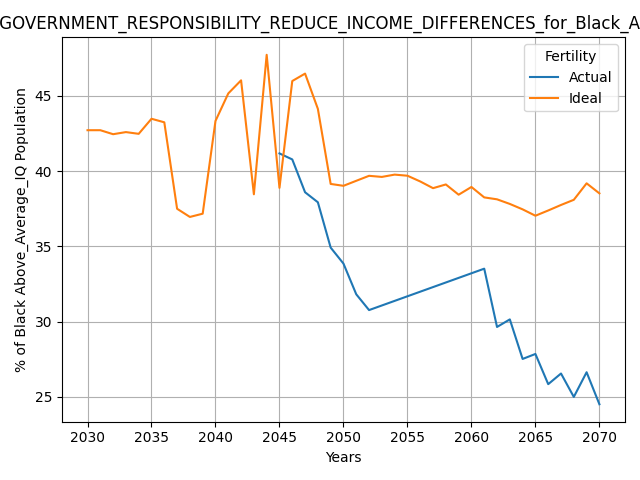 GOVERNMENT_RESPONSIBILITY_REDUCE_INCOME_DIFFERENCES_for_Black_A
Fertility
Actual
Ideal
% of Black Above_Average_IQ Population
45
40
35
30
25
2030 2035 2040 2045 2050 2055 2060 2065 2070
Years